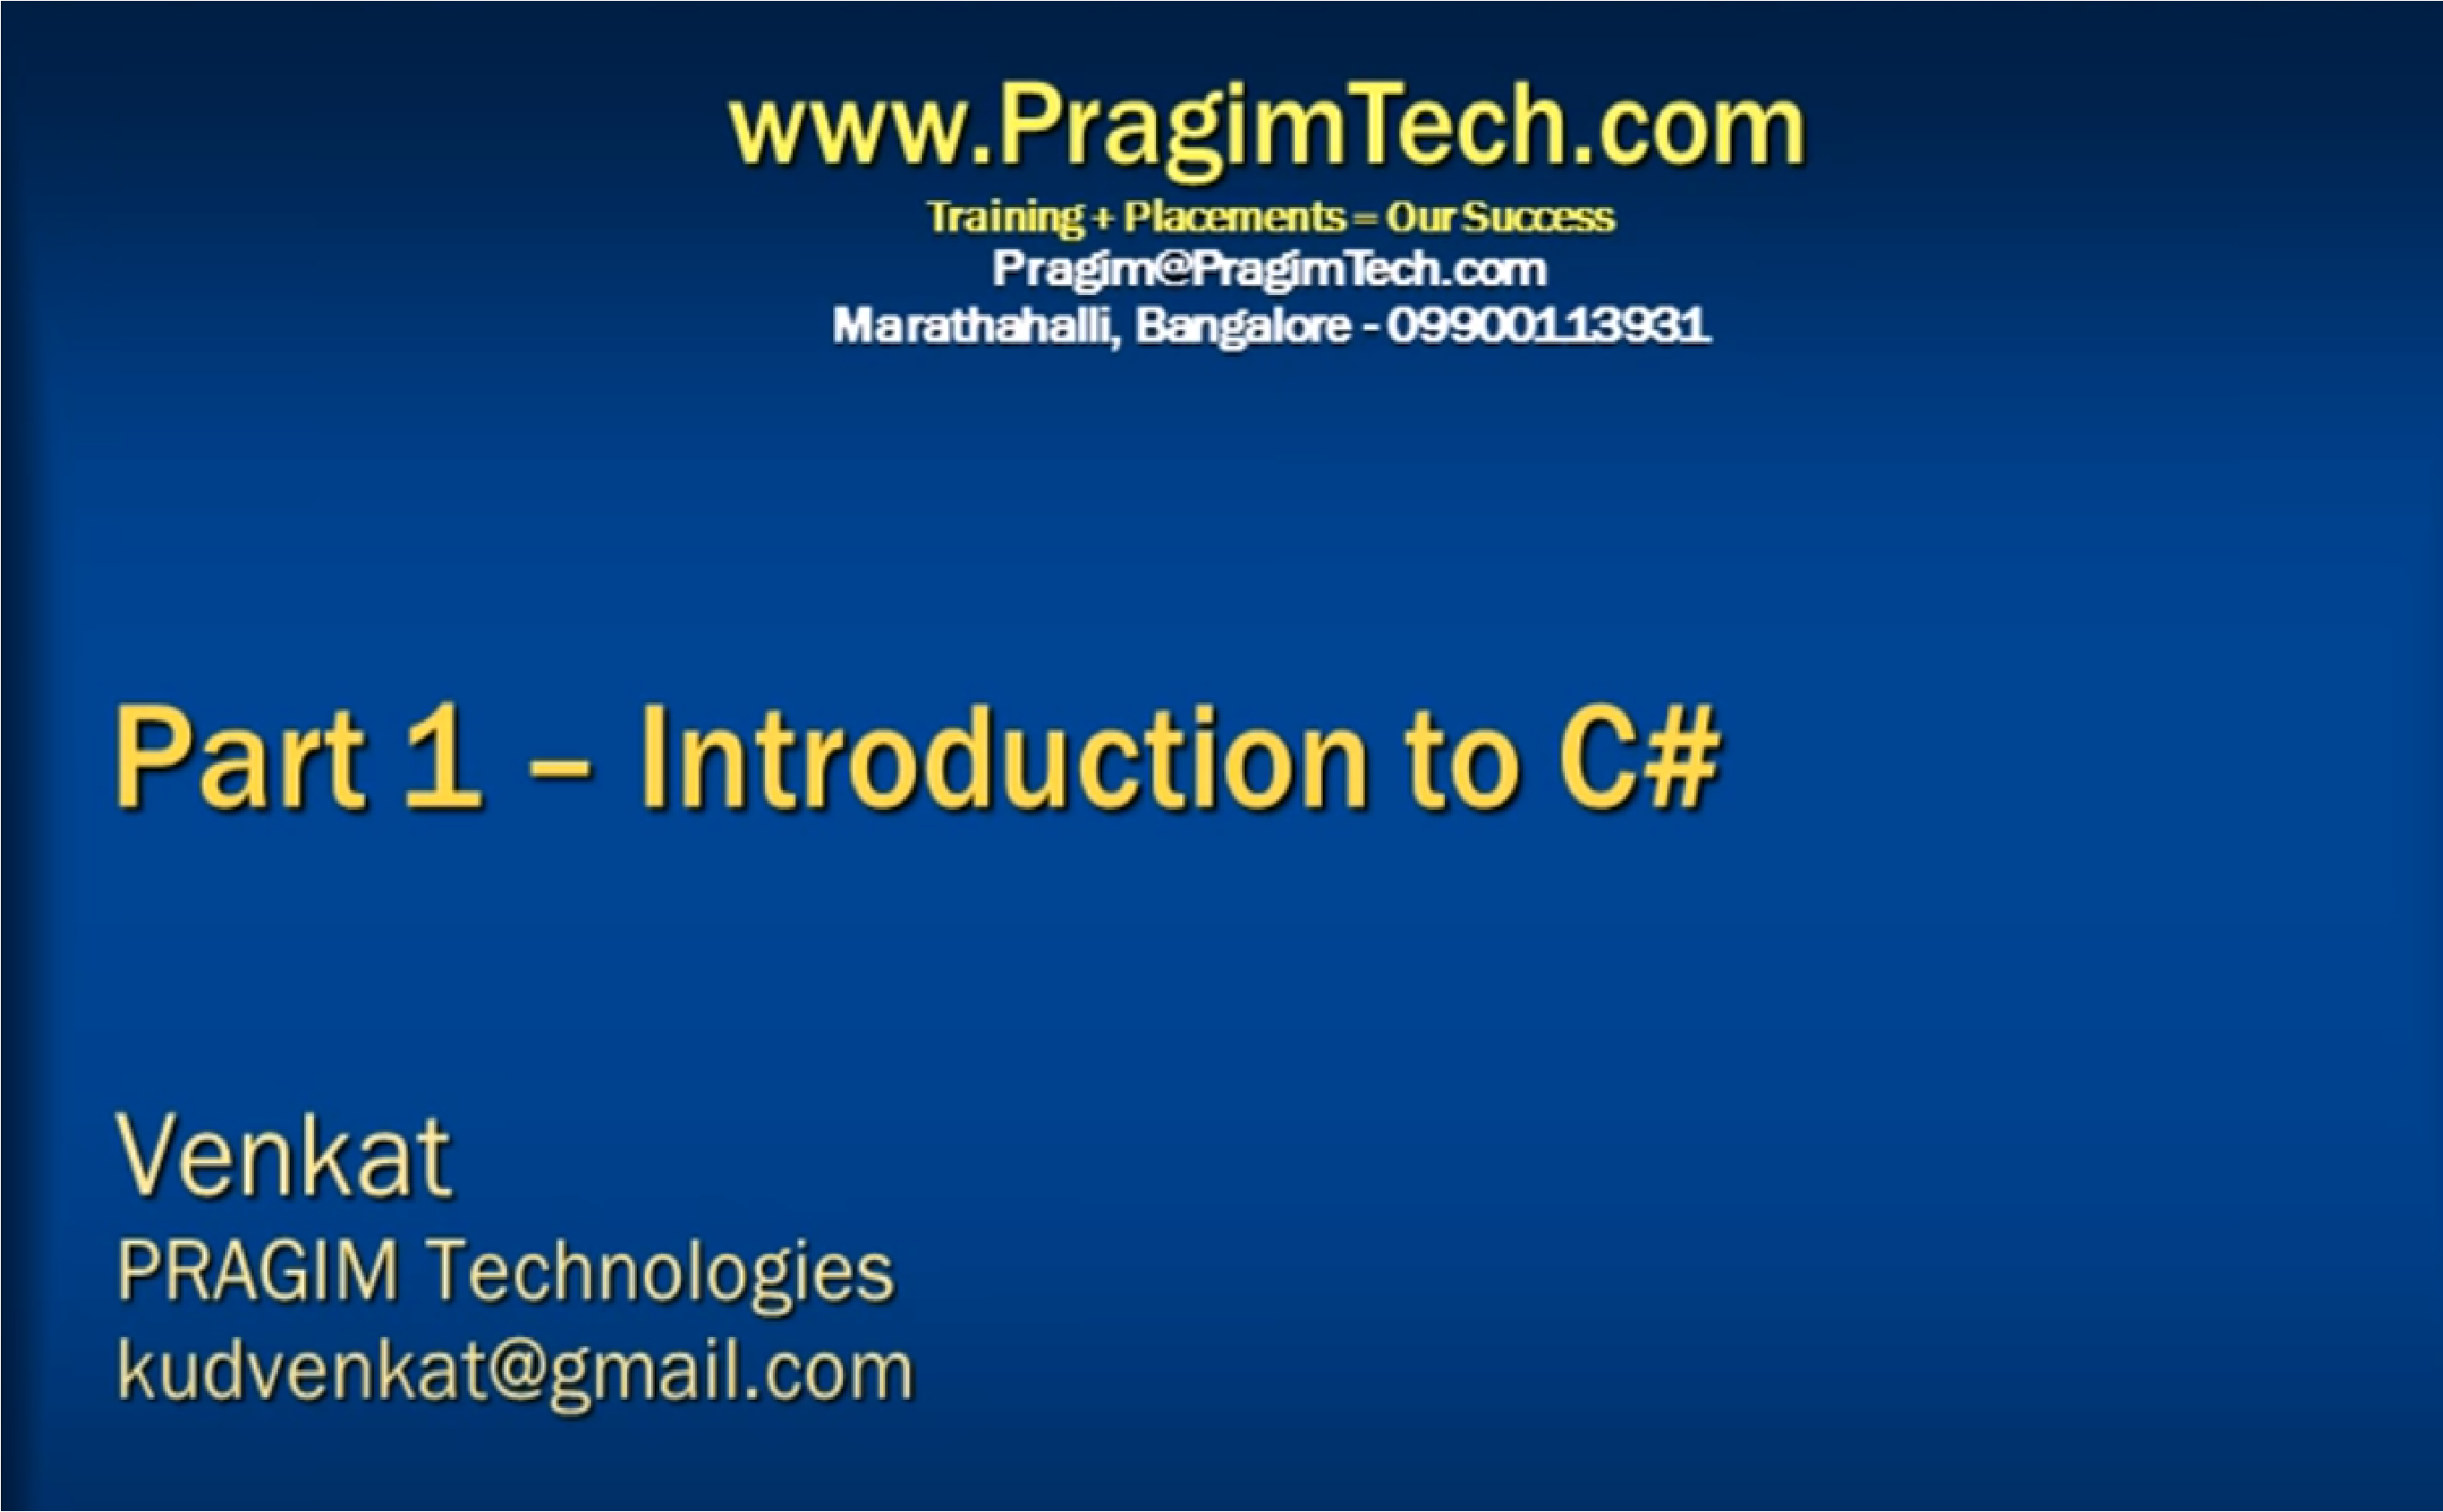 www.PragimTech.com
Training + Placements = Our Success
Pragim@PragimTech.com
Marathahalli, Bangalore - 09900113931
Part 1 – Introduction to C#
Venkat
PRAGIM Technologies
kudvenkat@gmail.com